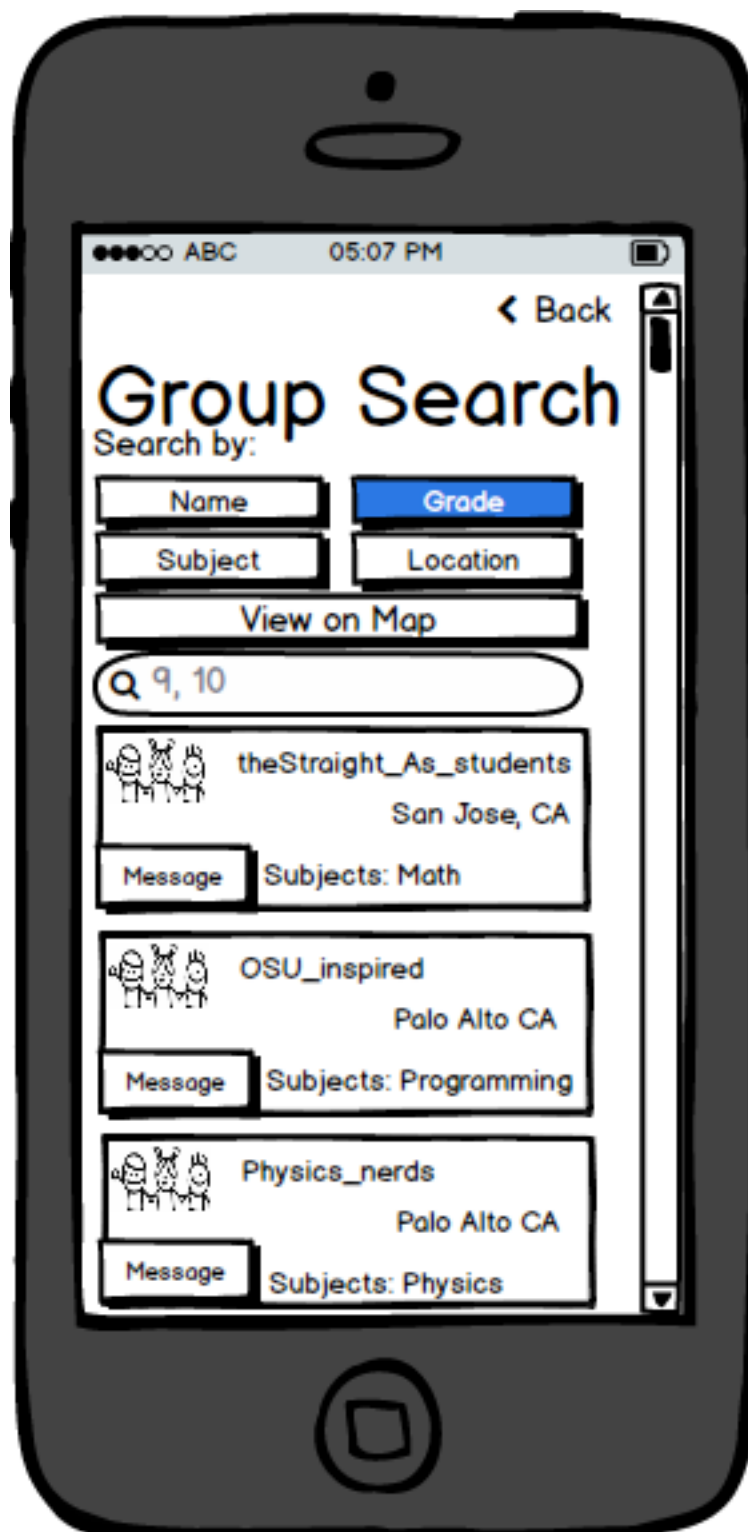 ABC 05:07 PM
Back
Group Search
Search by:
Name Grade
Subject Location
View on Map
9, 10
theStraight_As_students
San Jose, CA
Message Subjects: Math
OSU_inspired
Palo Alto CA
Message Subjects: Programming
Physics_nerds
Palo Alto CA
Message Subjects: Physics